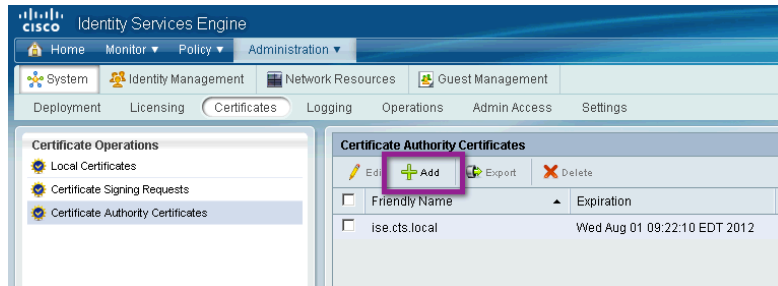 cisco Identity Services Engine
Home Monitor ▼ Policy ▼ Administration ▼
System Identity Management Network Resources Guest Management
Deployment Licensing Certificates Logging Operations Admin Access Settings
Certificate Operations
Local Certificates
Certificate Signing Requests
Certificate Authority Certificates
Certificate Authority Certificates
Edi Add Export Delete
Friendly Name ▲ Expiration
ise.cts.local Wed Aug 01 09:22:10 EDT 2012